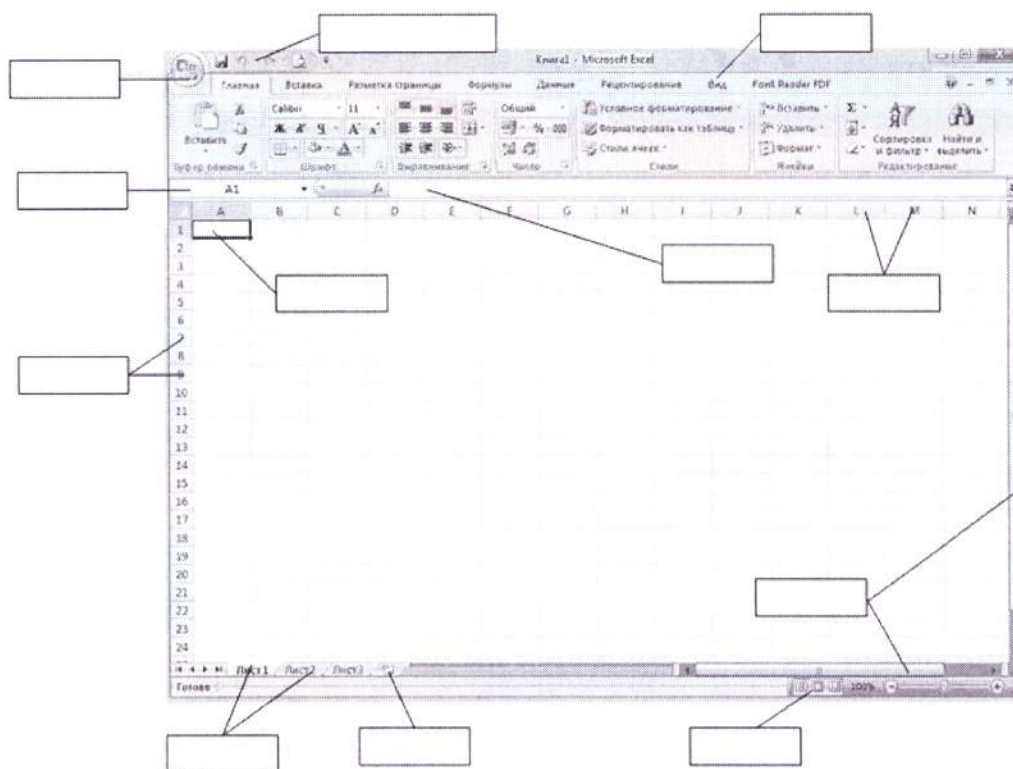 Книга1 - Microsoft Excel
Главная Вставка Разметка страницы Формулы Данные Рецензирование Вид Foxit Reader PDF
Вставить
Calibri 11
Ж К Ч
Общий
% 000
Условное форматирование
Форматировать как таблицу
Стили ячеек
Вставить
Удалить
Формат
Σ
Сортировка и фильтр
Найти и выделить
Буфер обмена Шрифт Выравнивание Число Стили Ячейки Редактирование
A1 fx
A B C D E F G H I J K L M N
1
2
3
4
5
6
7
8
9
10
11
12
13
14
15
16
17
18
19
20
21
22
23
24
Лист1 Лист2 Лист3
Готово 100%